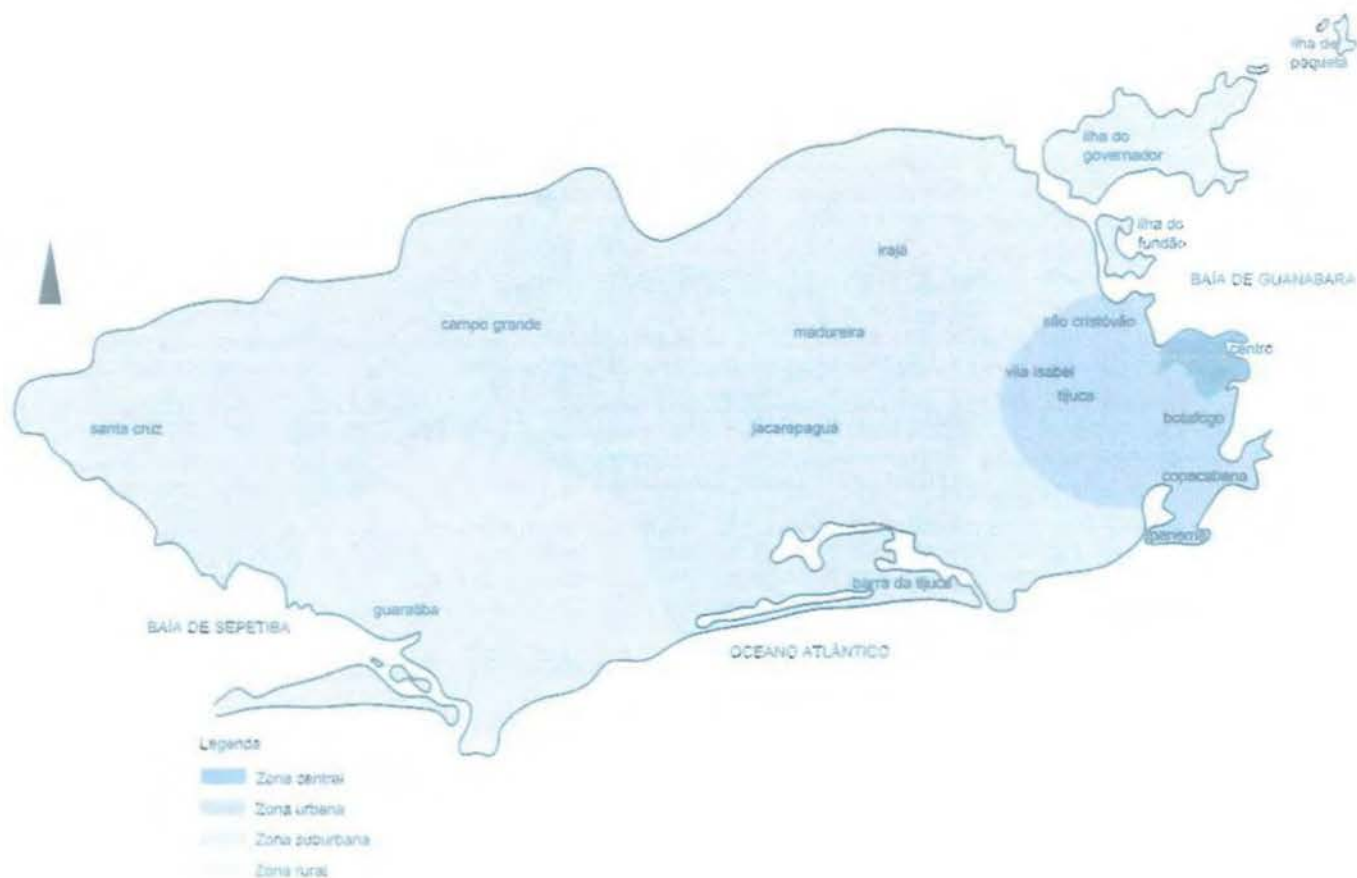 ilha de
paquetá
ilha do
governador
ilha do
fundão
BAÍA DE GUANABARA
irajá
campo grande
madureira
são cristóvão
centro
vila isabel
tijuca
botafogo
santa cruz
jacarepaguá
copacabana
ipanema
barra da tijuca
guaratiba
BAÍA DE SEPETIBA
OCEANO ATLÂNTICO
Legenda
Zona central
Zona urbana
Zona suburbana
Zona rural